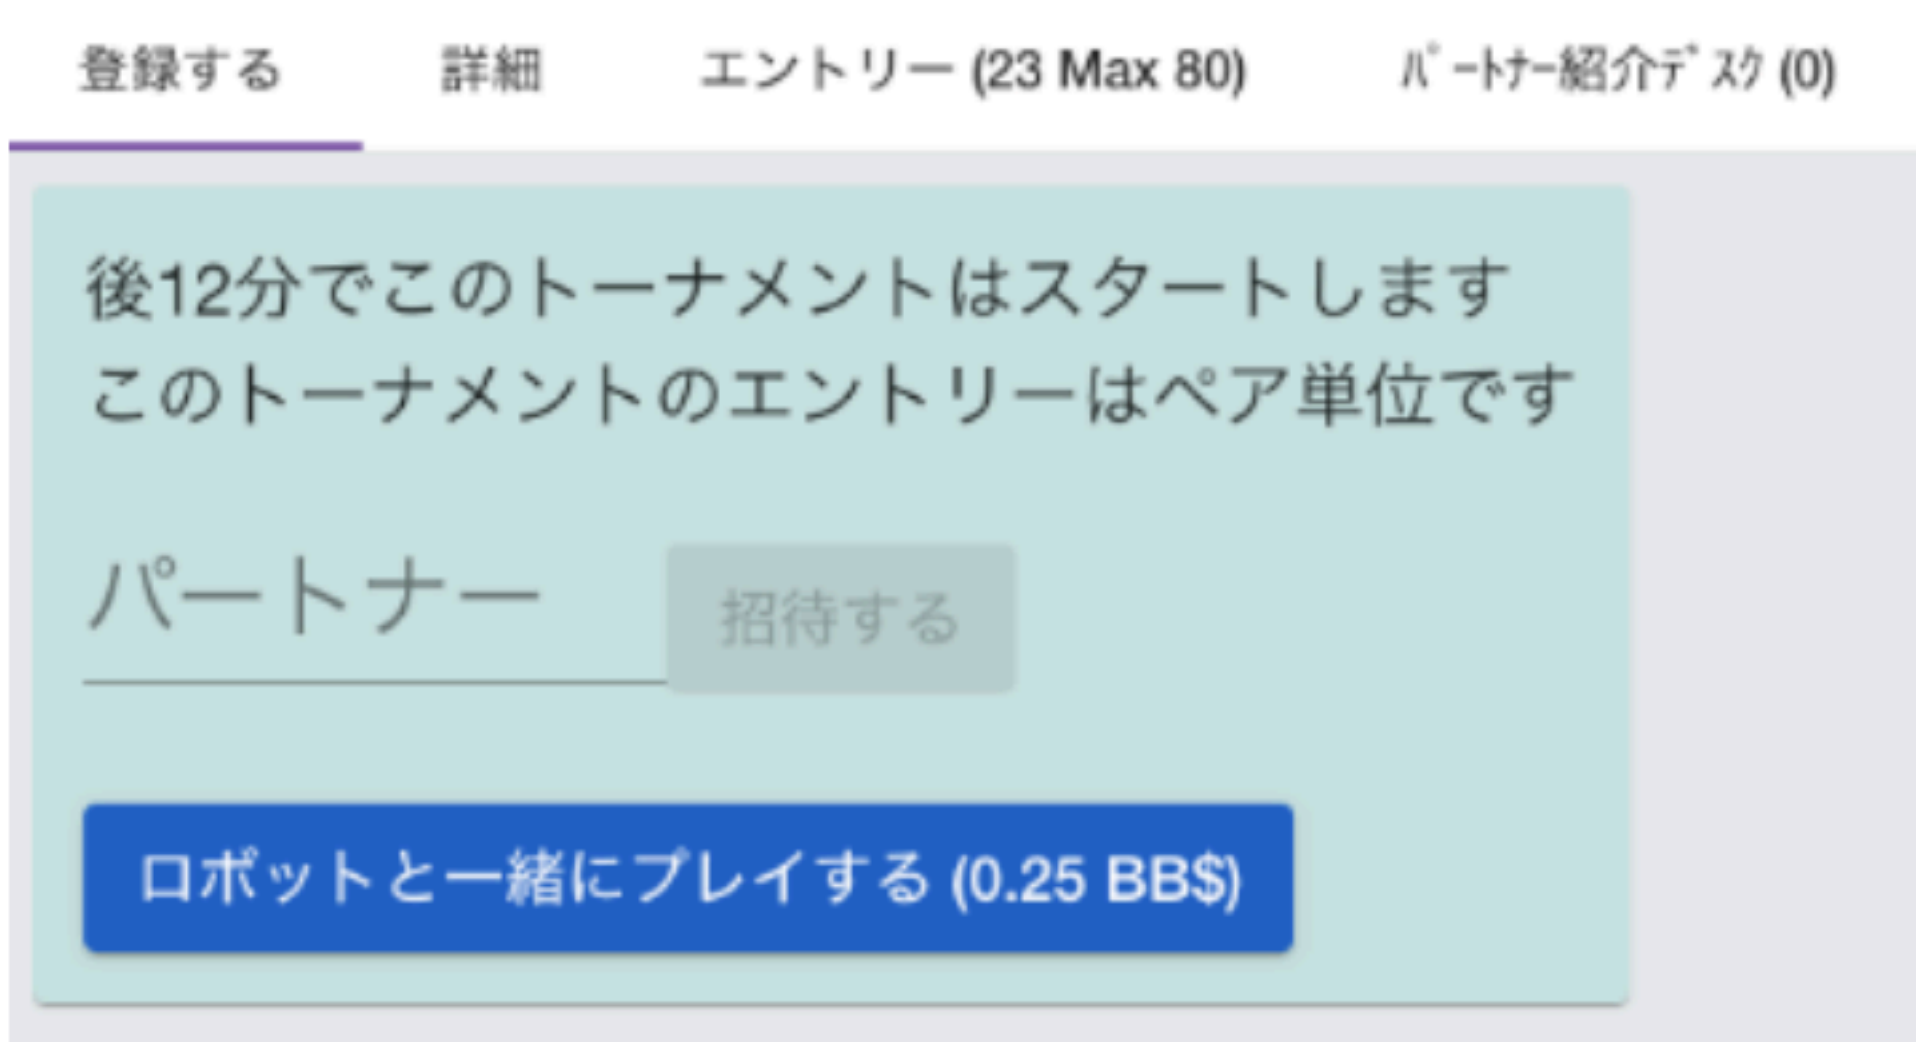 登録する 詳細 エントリー (23 Max 80) ﾊﾟｰﾄﾅｰ紹介ﾃﾞｽｸ (0)
後12分でこのトーナメントはスタートします
このトーナメントのエントリーはペア単位です
パートナー 招待する
ロボットと一緒にプレイする (0.25 BB$)